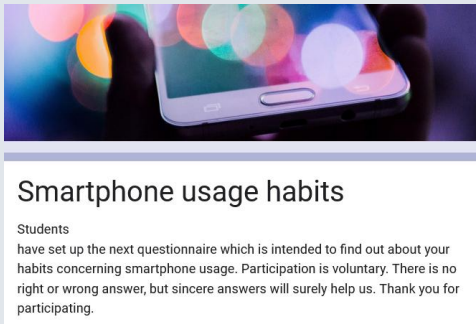 Smartphone usage habits
Students
have set up the next questionnaire which is intended to find out about your
habits concerning smartphone usage. Participation is voluntary. There is no
right or wrong answer, but sincere answers will surely help us. Thank you for
participating.